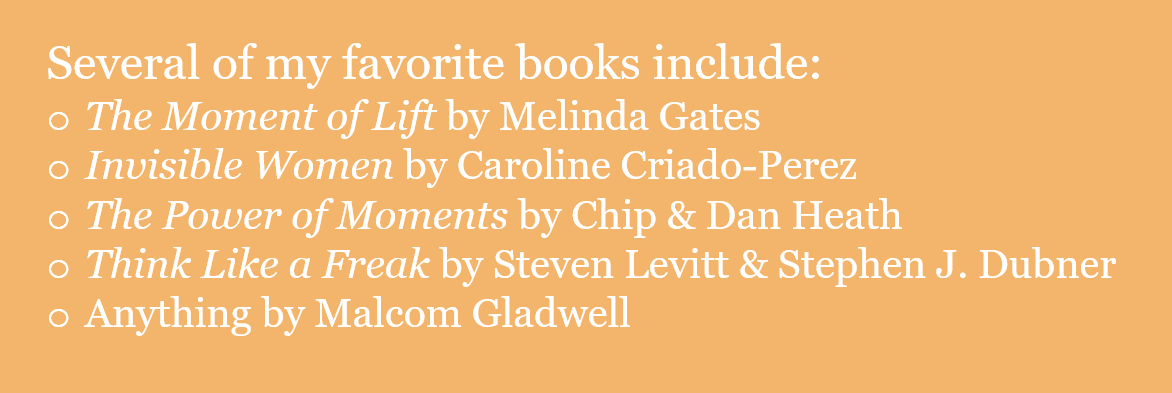 Several of my favorite books include:
○ The Moment of Lift by Melinda Gates
○ Invisible Women by Caroline Criado-Perez
○ The Power of Moments by Chip & Dan Heath
○ Think Like a Freak by Steven Levitt & Stephen J. Dubner
○ Anything by Malcom Gladwell